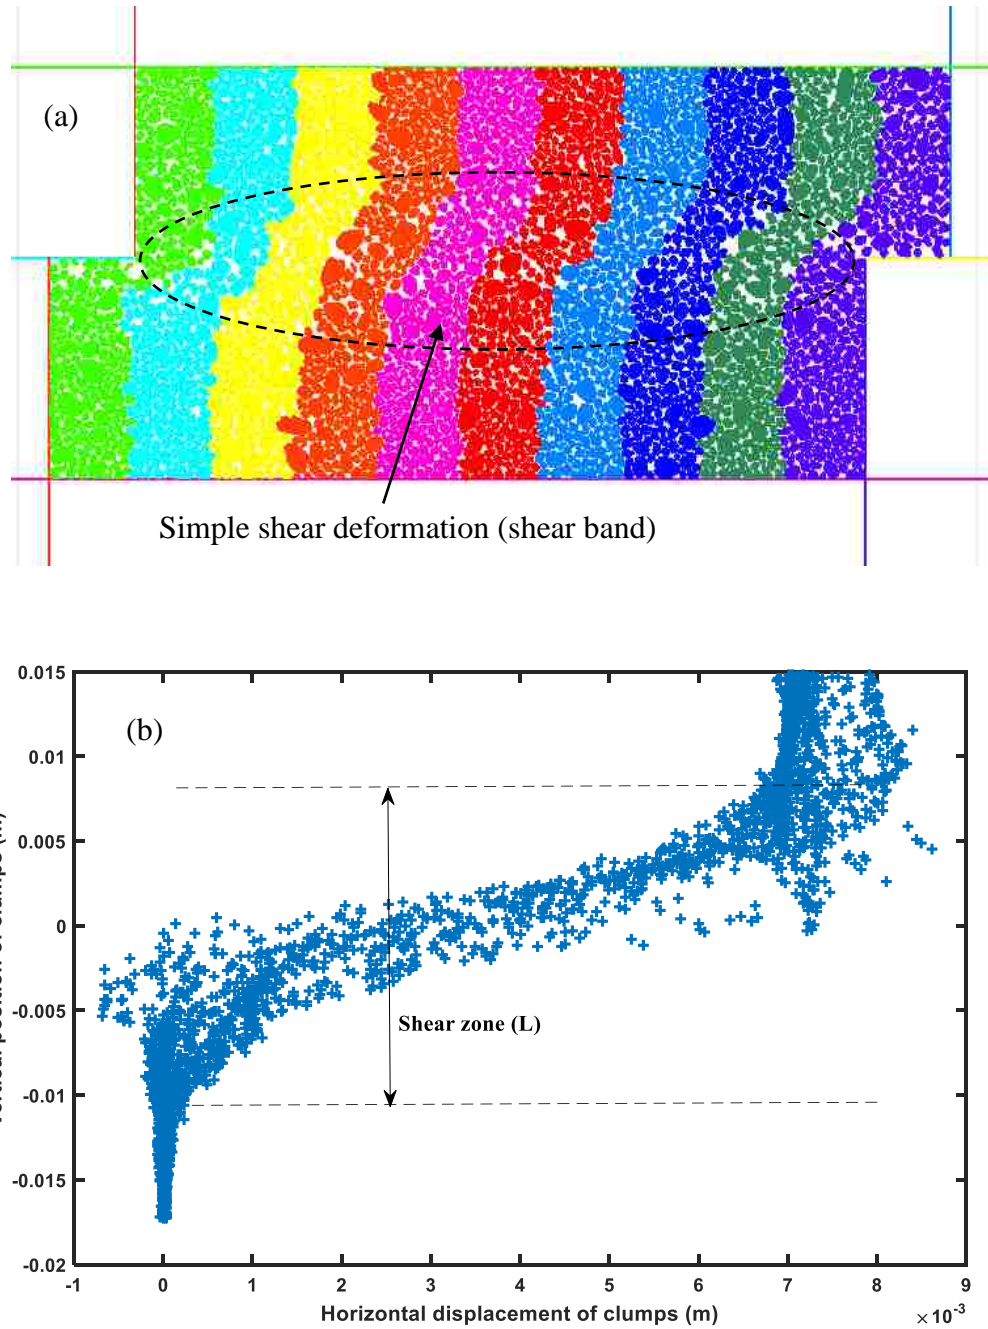 (a)
Simple shear deformation (shear band)
0.015
(b)
0.01
0.005
0
-0.005
Shear zone (L)
-0.01
-0.015
-0.02
-1 0 1 2 3 4 5 6 7 8 9
Horizontal displacement of clumps (m)
× 10⁻³